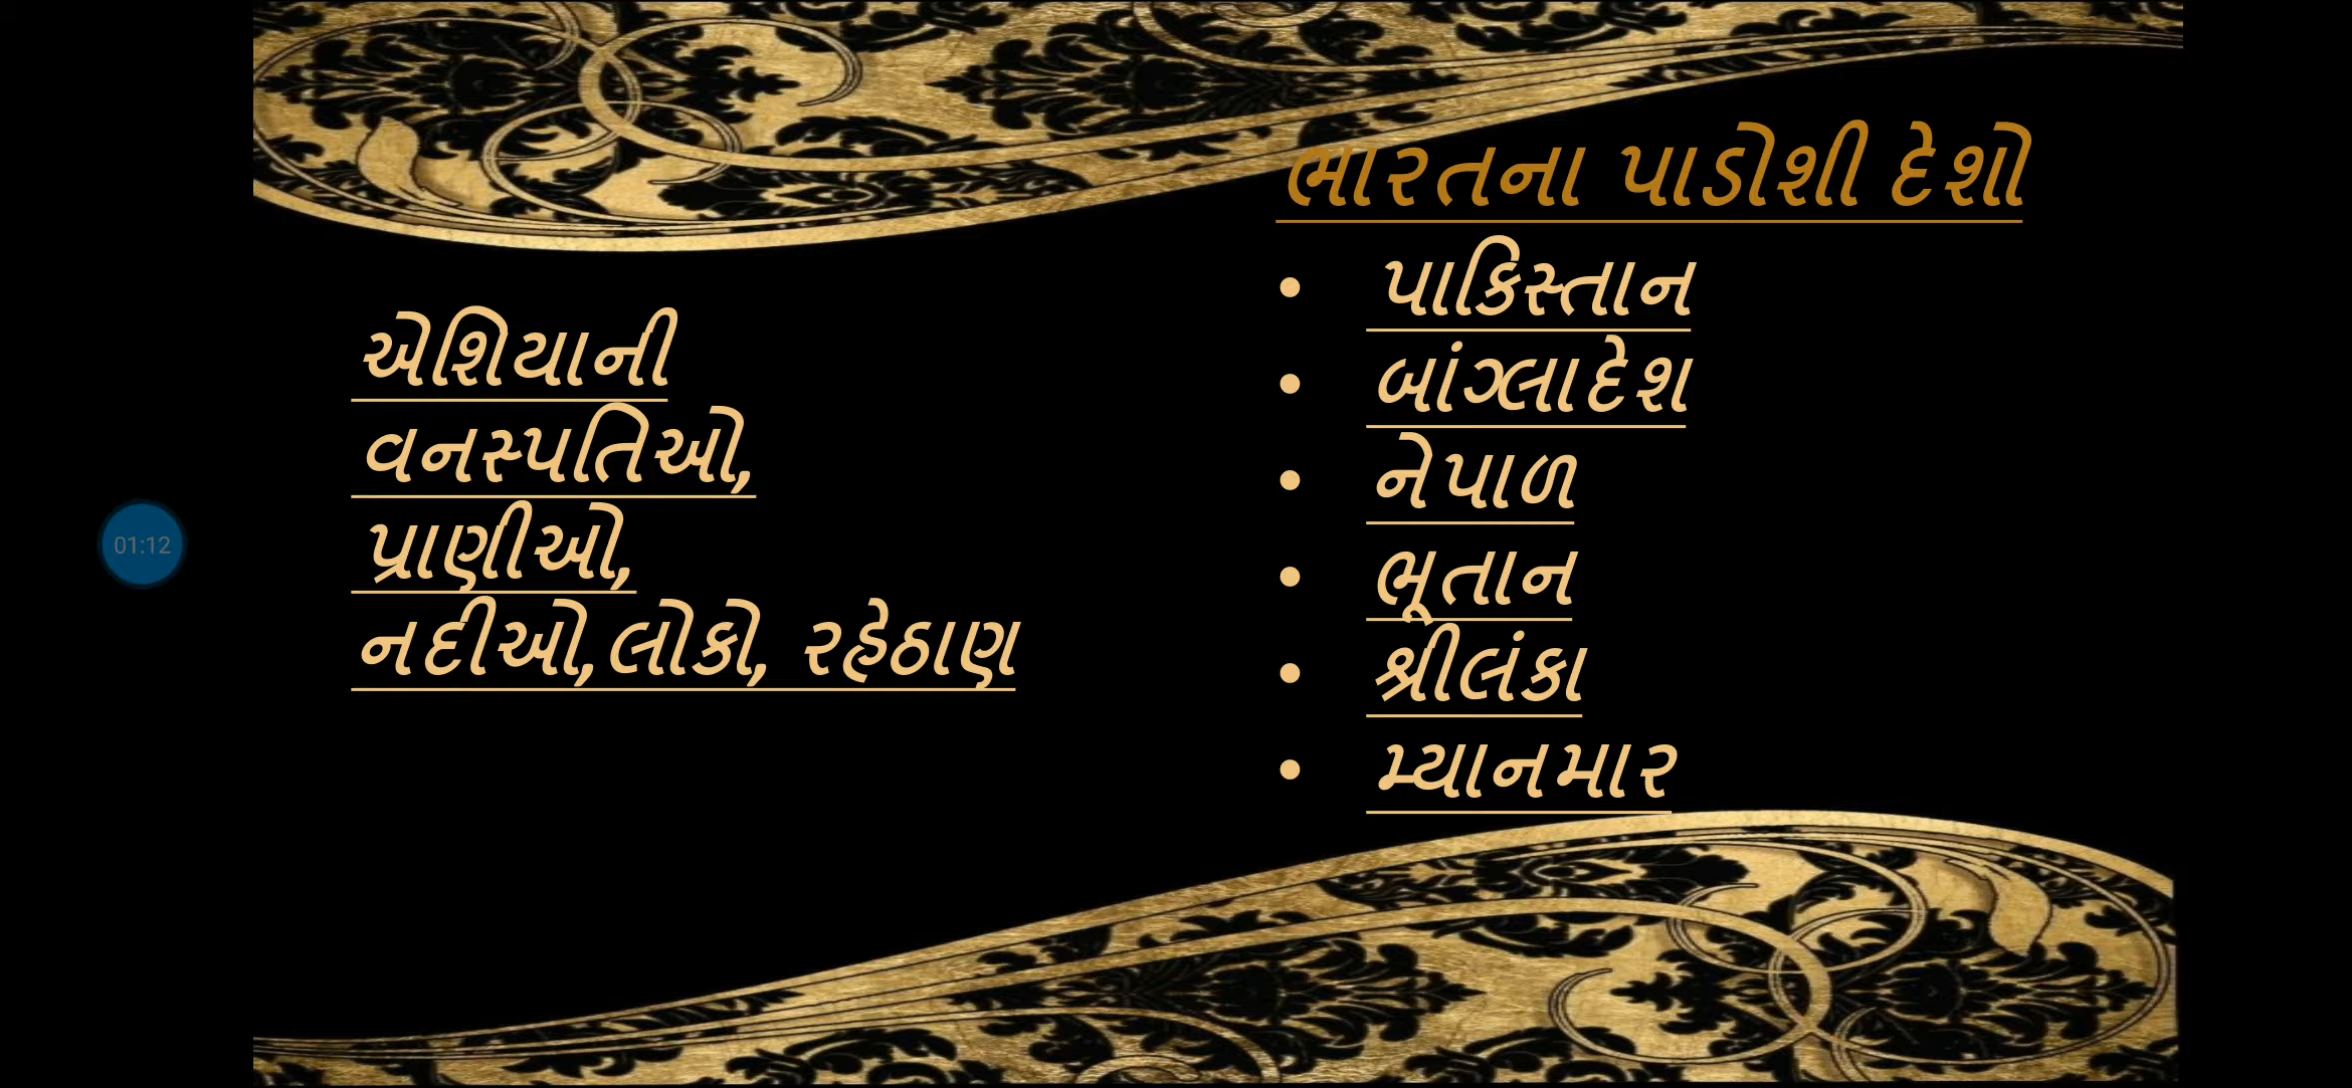 એશિયાની
વનસ્પતિઓ,
પ્રાણીઓ,
નદીઓ,લોકો, રહેઠાણ
ભારતના પાડોશી દેશો
• પાકિસ્તાન
• બાંગ્લાદેશ
• નેપાળ
• ભૂતાન
• શ્રીલંકા
• મ્યાનમાર
01:12